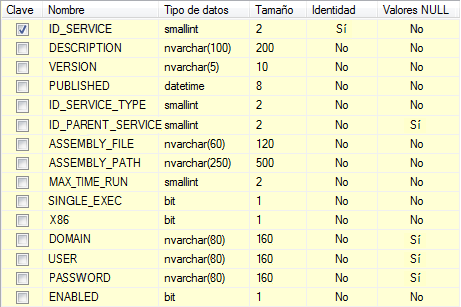 Clave Nombre Tipo de datos Tamaño Identidad Valores NULL
ID_SERVICE smallint 2 Sí No
DESCRIPTION nvarchar(100) 200 No No
VERSION nvarchar(5) 10 No No
PUBLISHED datetime 8 No No
ID_SERVICE_TYPE smallint 2 No No
ID_PARENT_SERVICE smallint 2 No Sí
ASSEMBLY_FILE nvarchar(60) 120 No No
ASSEMBLY_PATH nvarchar(250) 500 No No
MAX_TIME_RUN smallint 2 No No
SINGLE_EXEC bit 1 No No
X86 bit 1 No No
DOMAIN nvarchar(80) 160 No Sí
USER nvarchar(80) 160 No Sí
PASSWORD nvarchar(80) 160 No Sí
ENABLED bit 1 No No